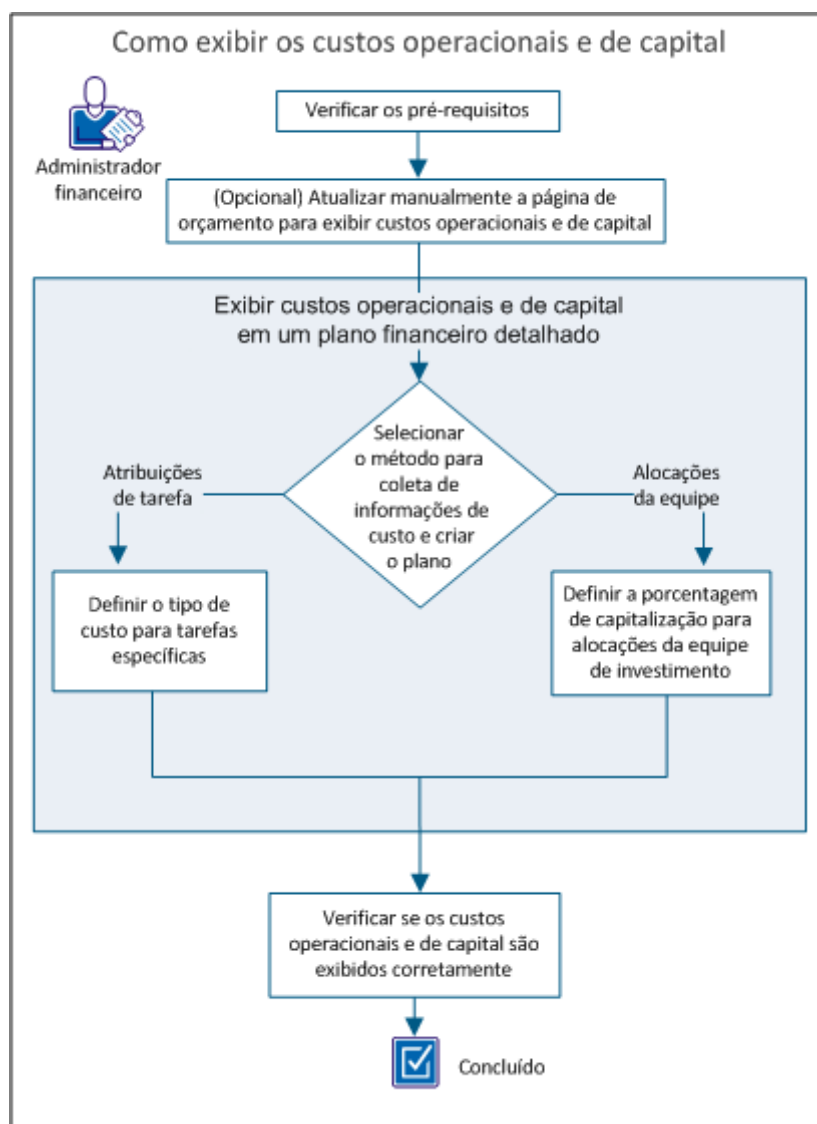 Como exibir os custos operacionais e de capital
Administrador
financeiro
Verificar os pré-requisitos
(Opcional) Atualizar manualmente a página de
orçamento para exibir custos operacionais e de capital
Exibir custos operacionais e de capital
em um plano financeiro detalhado
Selecionar
o método para
coleta de
informações de
custo e criar
o plano
Atribuições
de tarefa
Alocações
da equipe
Definir o tipo de
custo para tarefas
específicas
Definir a porcentagem
de capitalização para
alocações da equipe
de investimento
Verificar se os custos
operacionais e de capital são
exibidos corretamente
Concluído